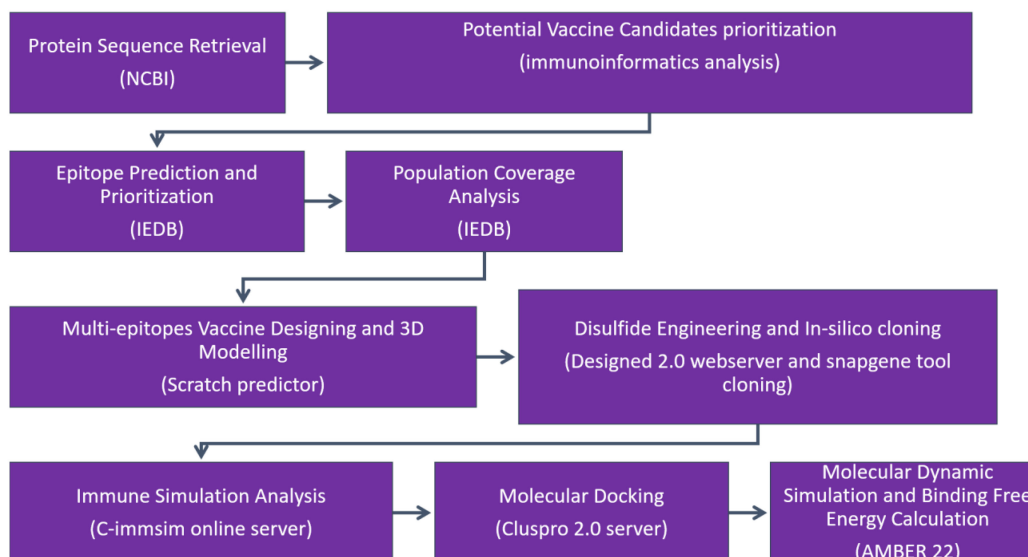 Protein Sequence Retrieval
(NCBI)
Potential Vaccine Candidates prioritization
(immunoinformatics analysis)
Epitope Prediction and
Prioritization
(IEDB)
Population Coverage
Analysis
(IEDB)
Multi-epitopes Vaccine Designing and 3D
Modelling
(Scratch predictor)
Disulfide Engineering and In-silico cloning
(Designed 2.0 webserver and snapgene tool
cloning)
Immune Simulation Analysis
(C-immsim online server)
Molecular Docking
(Cluspro 2.0 server)
Molecular Dynamic
Simulation and Binding Free
Energy Calculation
(AMBER 22)